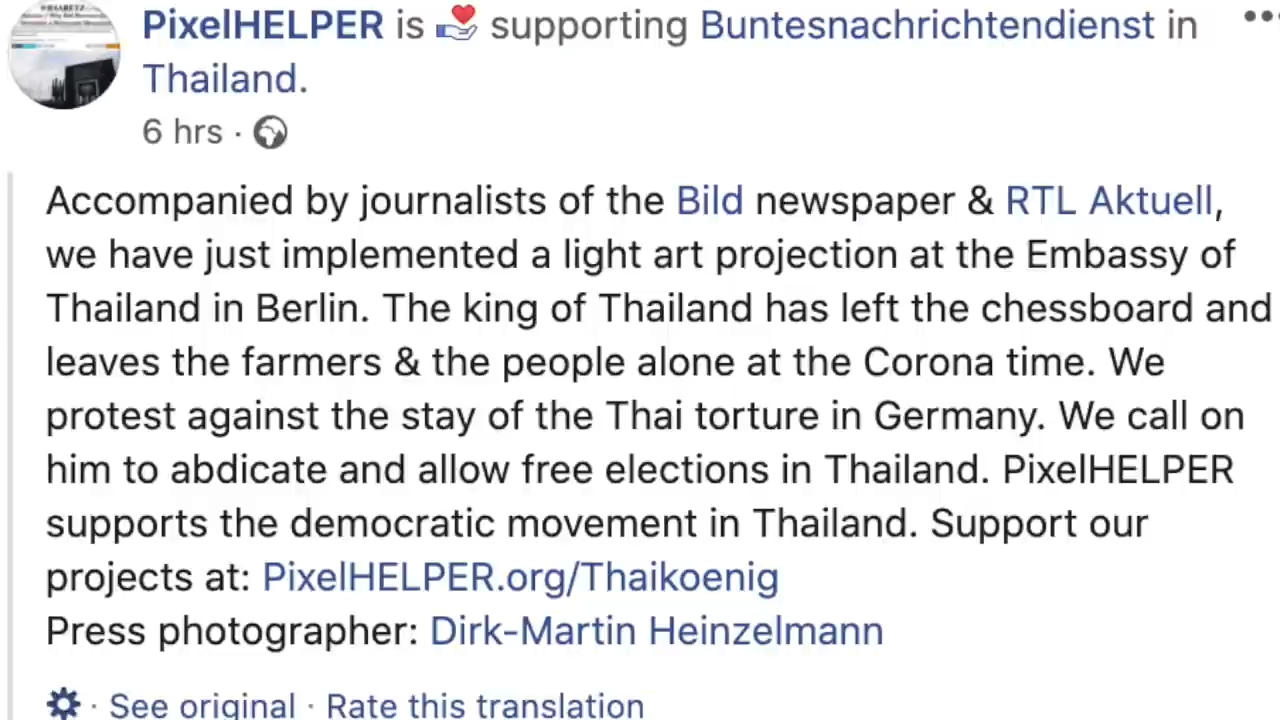 PixelHELPER is supporting Buntesnachrichtendienst in
Thailand.
6 hrs ·
Accompanied by journalists of the Bild newspaper & RTL Aktuell,
we have just implemented a light art projection at the Embassy of
Thailand in Berlin. The king of Thailand has left the chessboard and
leaves the farmers & the people alone at the Corona time. We
protest against the stay of the Thai torture in Germany. We call on
him to abdicate and allow free elections in Thailand. PixelHELPER
supports the democratic movement in Thailand. Support our
projects at: PixelHELPER.org/Thaikoenig
Press photographer: Dirk-Martin Heinzelmann
· See original · Rate this translation